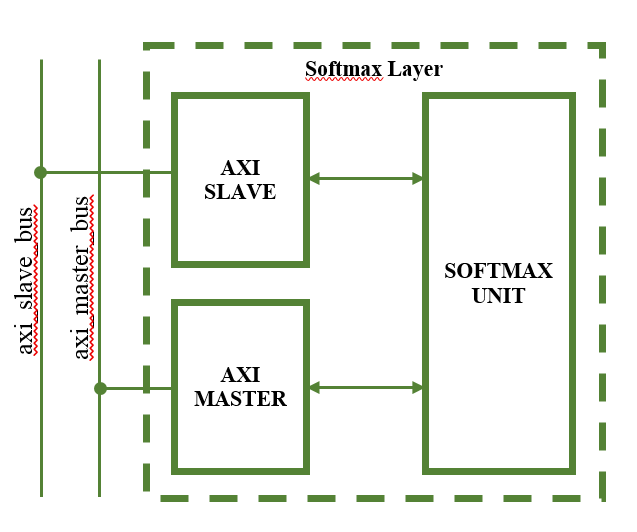 Softmax Layer
AXI
SLAVE
axi_slave_bus
axi_master_bus
SOFTMAX
UNIT
AXI
MASTER